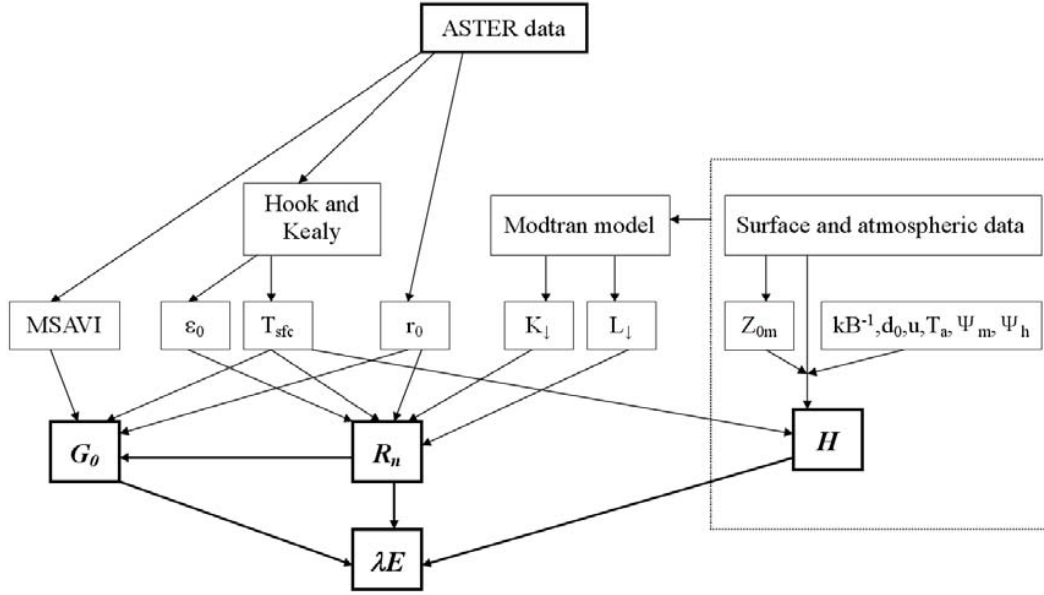 ASTER data
Hook and
Kealy
Modtran model
Surface and atmospheric data
MSAVI
ε₀
Tsfc
r₀
K↓
L↓
Z₀m
kB⁻¹,d₀,u,Tₐ,Ψm,Ψh
G₀
Rn
H
λE